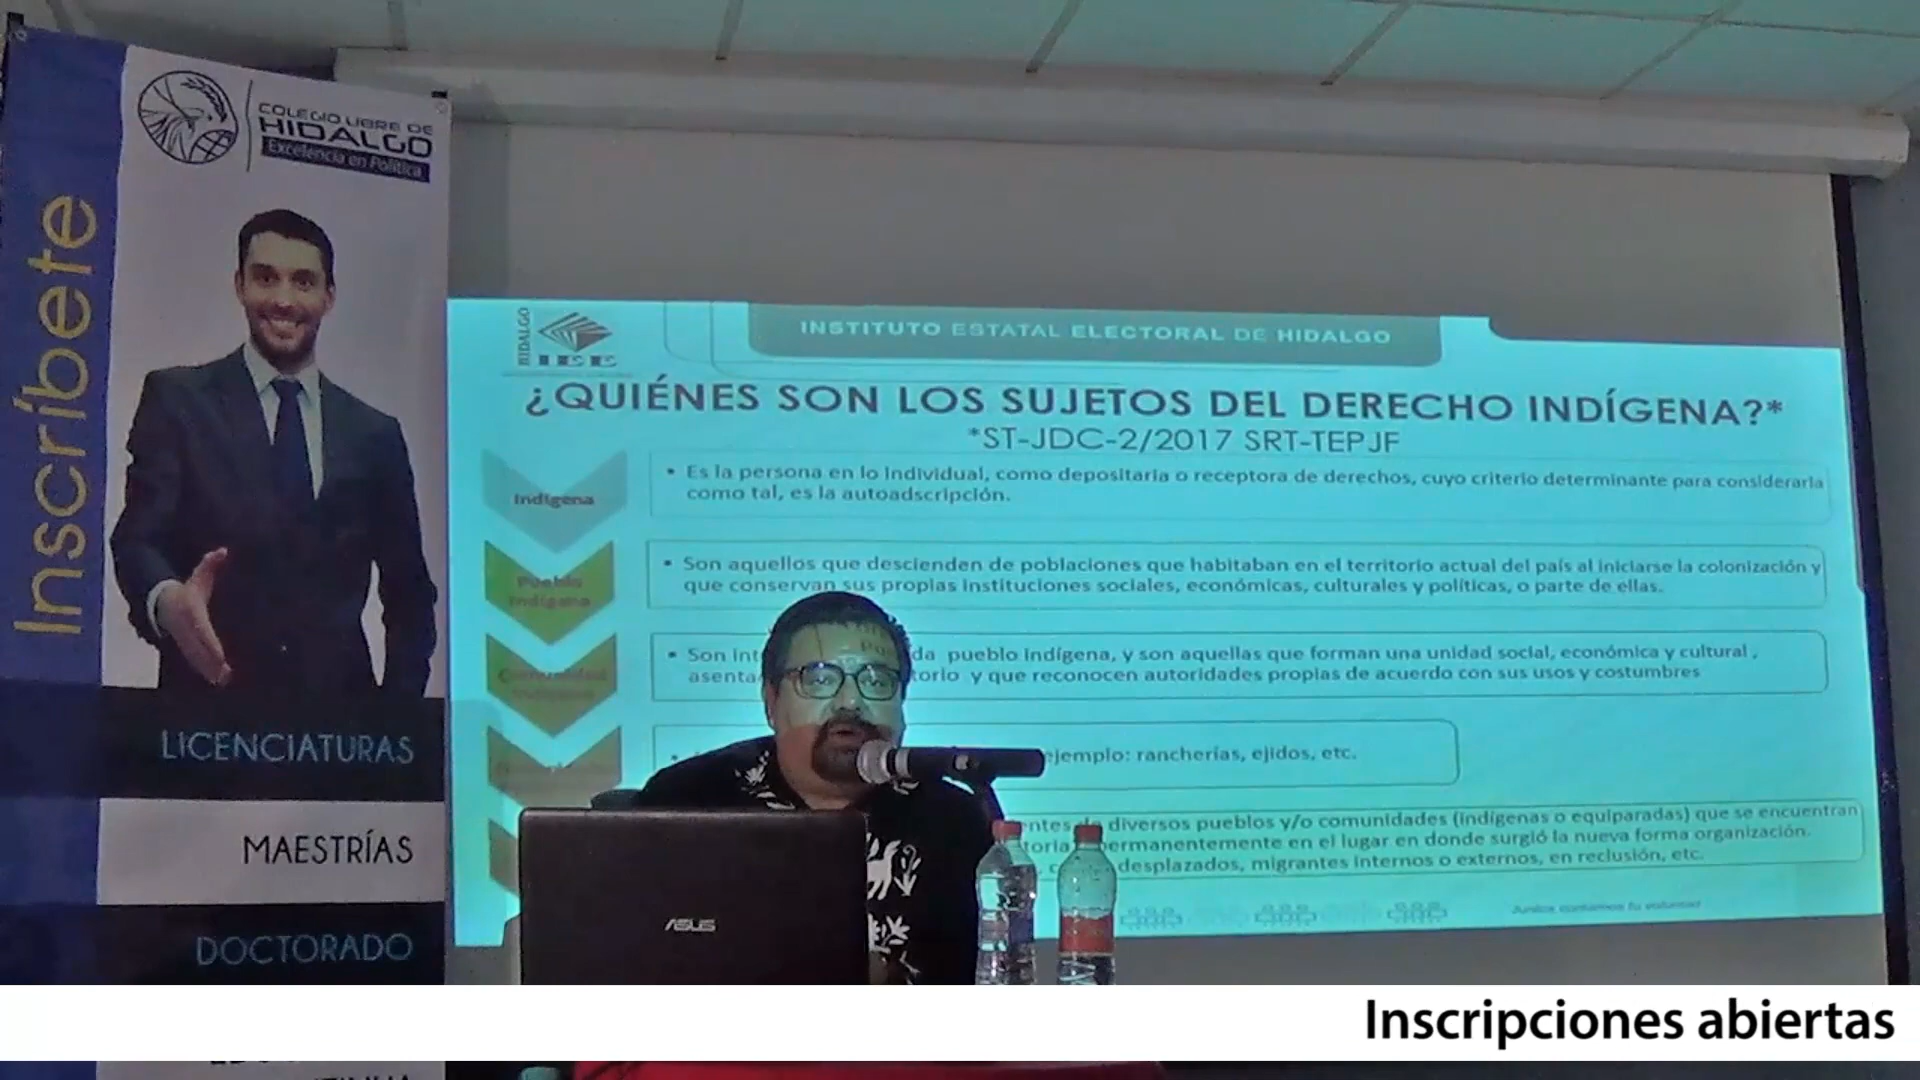 Inscríbete
COLEGIO LIBRE DE
HIDALGO
Excelencia en Política
LICENCIATURAS
MAESTRÍAS
DOCTORADO
HIDALGO
IEE
INSTITUTO ESTATAL ELECTORAL DE HIDALGO
¿QUIÉNES SON LOS SUJETOS DEL DERECHO INDÍGENA?*
*ST-JDC-2/2017 SRT-TEPJF
Indígena
• Es la persona en lo individual, como depositaria o receptora de derechos, cuyo criterio determinante para considerarla
como tal, es la autoadscripción.
Pueblo
Indígena
• Son aquellos que descienden de poblaciones que habitaban en el territorio actual del país al iniciarse la colonización y
que conservan sus propias instituciones sociales, económicas, culturales y políticas, o parte de ellas.
Comunidad
Indígena
• Son pueblo indígena, y son aquellas que forman una unidad social, económica y cultural ,
y que reconocen autoridades propias de acuerdo con sus usos y costumbres
ejemplo: rancherías, ejidos, etc.
diversos pueblos y/o comunidades (indígenas o equiparadas) que se encuentran
permanentemente en el lugar en donde surgió la nueva forma organización.
desplazados, migrantes internos o externos, en reclusión, etc.
ASUS
Inscripciones abiertas